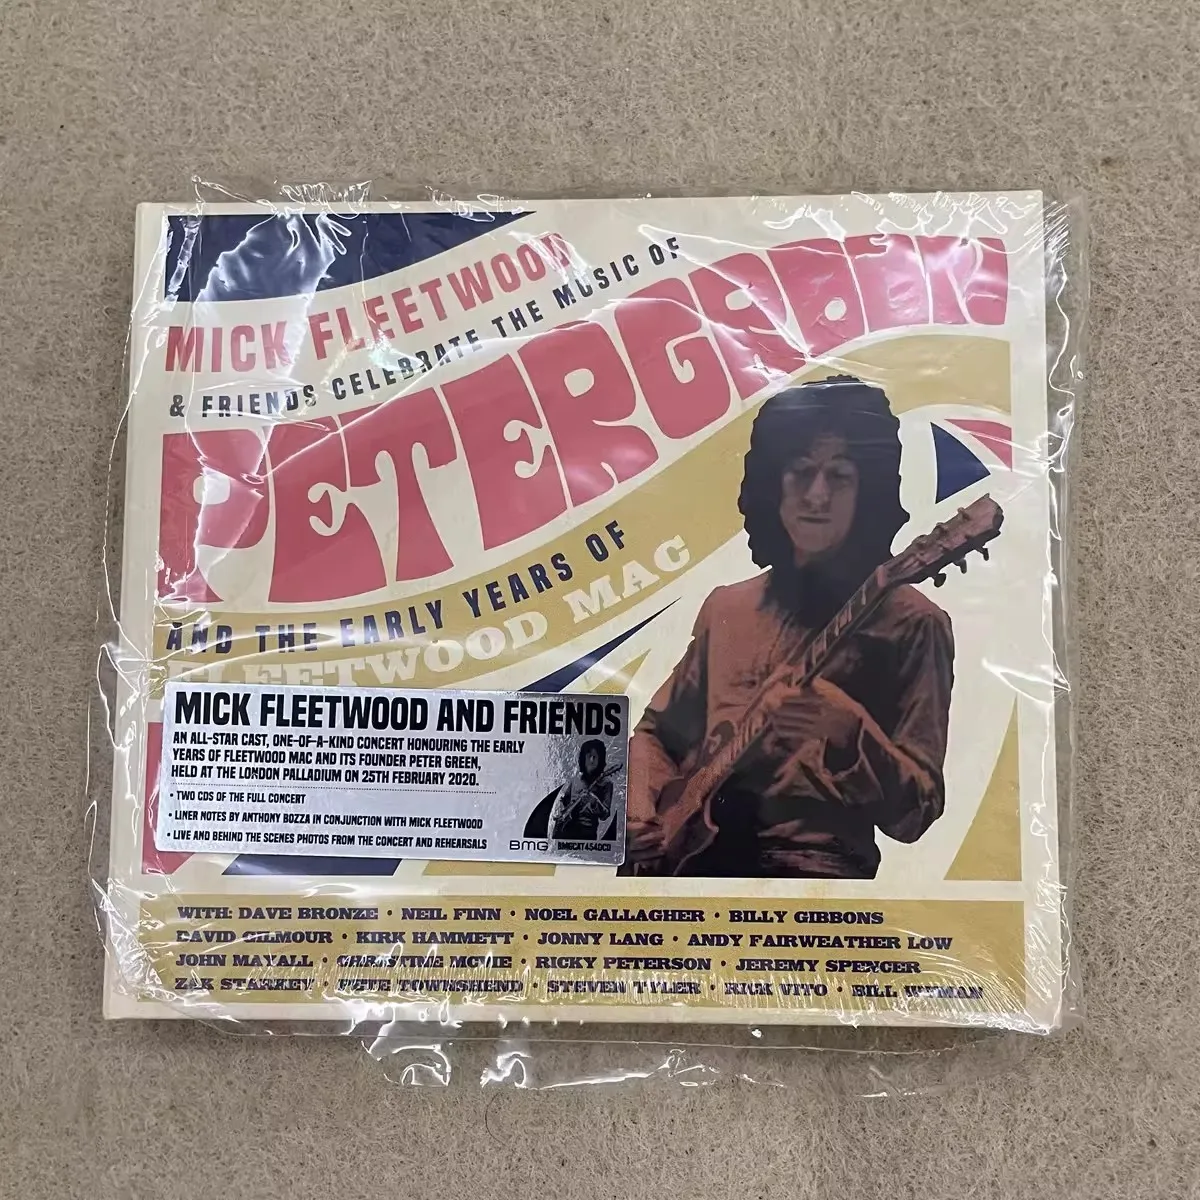 MICK FLEETWOOD
& FRIENDS CELEBRATE THE MUSIC OF
PETER GREEN
AND THE EARLY YEARS OF
FLEETWOOD MAC
MICK FLEETWOOD AND FRIENDS
AN ALL-STAR CAST, ONE-OF-A-KIND CONCERT HONOURING THE EARLY
YEARS OF FLEETWOOD MAC AND ITS FOUNDER PETER GREEN,
HELD AT THE LONDON PALLADIUM ON 25TH FEBRUARY 2020.
• TWO CDS OF THE FULL CONCERT
• LINER NOTES BY ANTHONY BOZZA IN CONJUNCTION WITH MICK FLEETWOOD
• LIVE AND BEHIND THE SCENES PHOTOS FROM THE CONCERT AND REHEARSALS
BMG BMGCAT454DCD
WITH: DAVE BRONZE · NEIL FINN · NOEL GALLAGHER · BILLY GIBBONS
DAVID GILMOUR · KIRK HAMMETT · JONNY LANG · ANDY FAIRWEATHER LOW
JOHN MAYALL · CHRISTINE MCVIE · RICKY PETERSON · JEREMY SPENCER
ZAK STARKEY · PETE TOWNSHEND · STEVEN TYLER · RICK VITO · BILL WYMAN